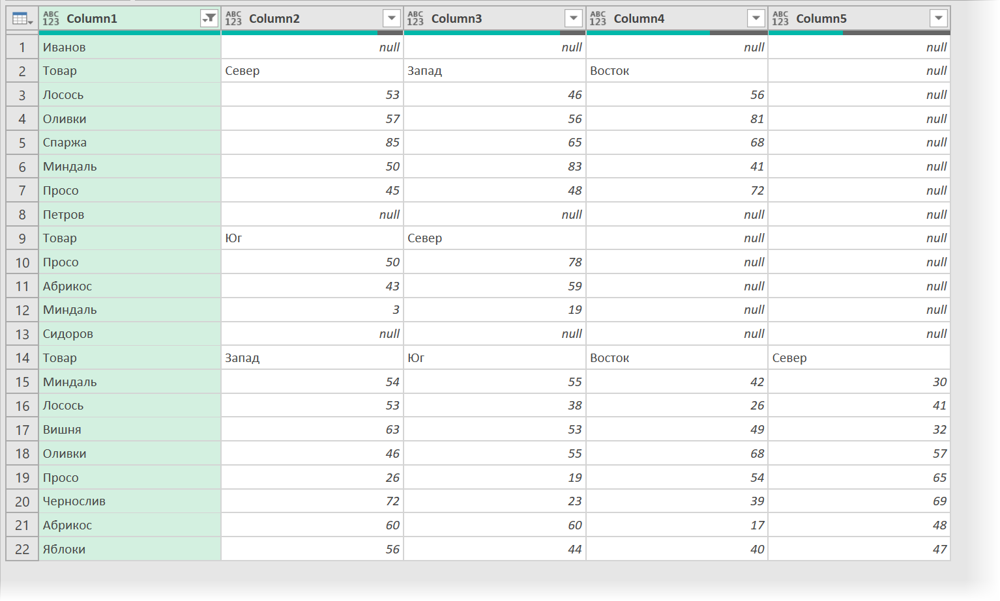 ABC 123 Column1 ABC 123 Column2 ABC 123 Column3 ABC 123 Column4 ABC 123 Column5
1 Иванов null null null null
2 Товар Север Запад Восток null
3 Лосось 53 46 56 null
4 Оливки 57 56 81 null
5 Спаржа 85 65 68 null
6 Миндаль 50 83 41 null
7 Просо 45 48 72 null
8 Петров null null null null
9 Товар Юг Север null null
10 Просо 50 78 null null
11 Абрикос 43 59 null null
12 Миндаль 3 19 null null
13 Сидоров null null null null
14 Товар Запад Юг Восток Север
15 Миндаль 54 55 42 30
16 Лосось 53 38 26 41
17 Вишня 63 53 49 32
18 Оливки 46 55 68 57
19 Просо 26 19 54 65
20 Чернослив 72 23 39 69
21 Абрикос 60 60 17 48
22 Яблоки 56 44 40 47